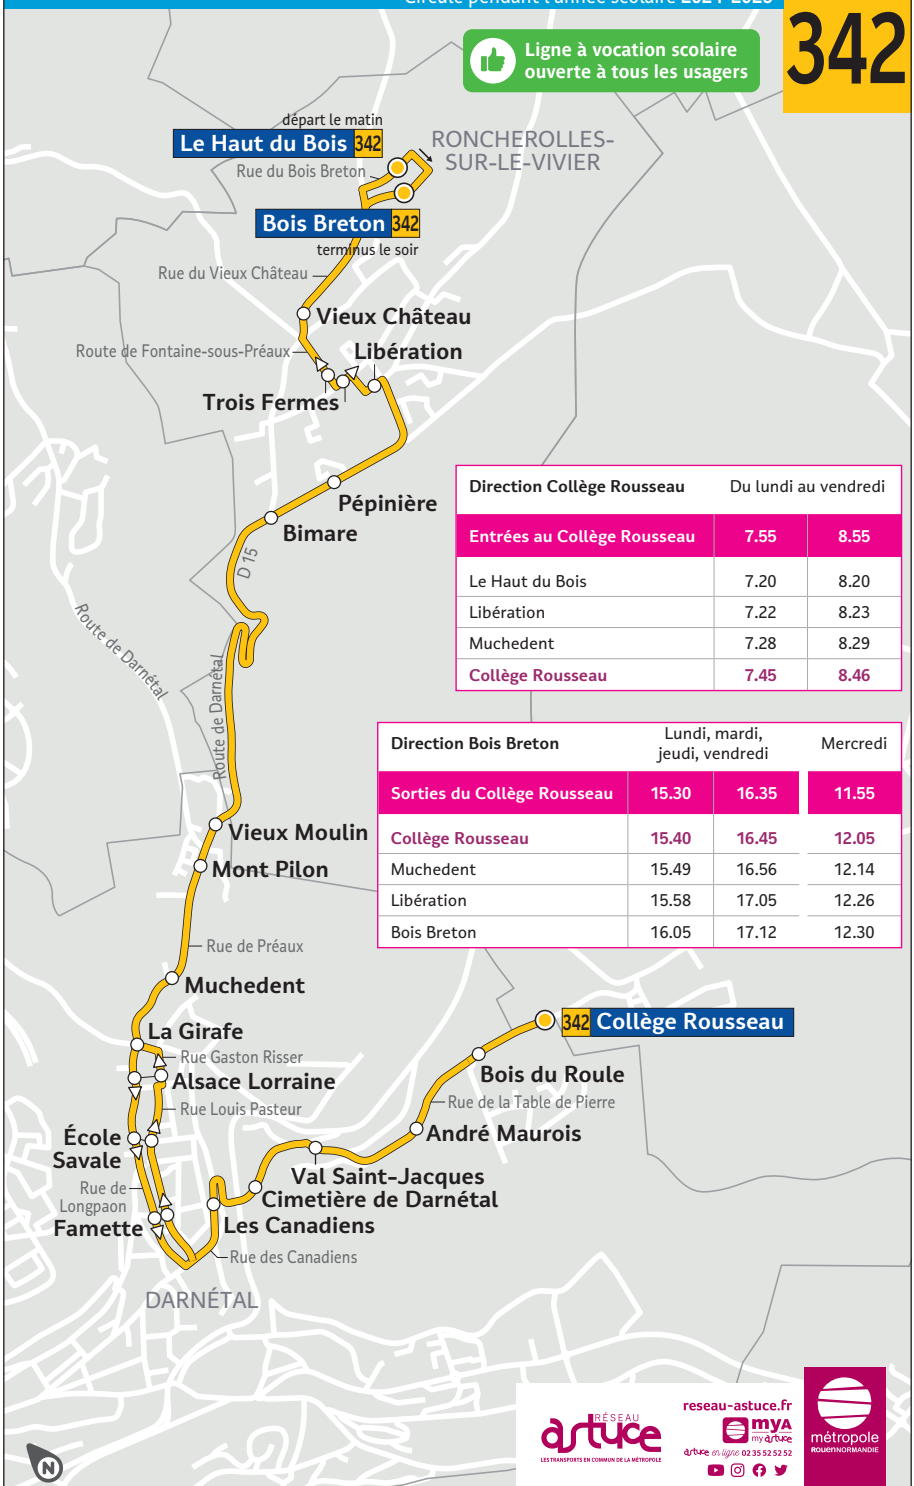 Circule pendant l'année scolaire 2024-2025
342
Ligne à vocation scolaire
ouverte à tous les usagers
départ le matin
Le Haut du Bois 342
RONCHEROLLES-
SUR-LE-VIVIER
Rue du Bois Breton
Bois Breton 342
terminus le soir
Rue du Vieux Château
Vieux Château
Route de Fontaine-sous-Préaux
Libération
Trois Fermes
Pépinière
Bimare
D 15
Route de Darnétal
Route de Darnétal
Direction Collège Rousseau Du lundi au vendredi
Entrées au Collège Rousseau 7.55 8.55
Le Haut du Bois 7.20 8.20
Libération 7.22 8.23
Muchedent 7.28 8.29
Collège Rousseau 7.45 8.46
Direction Bois Breton Lundi, mardi, Mercredi
jeudi, vendredi
Sorties du Collège Rousseau 15.30 16.35 11.55
Collège Rousseau 15.40 16.45 12.05
Muchedent 15.49 16.56 12.14
Libération 15.58 17.05 12.26
Bois Breton 16.05 17.12 12.30
Vieux Moulin
Mont Pilon
Rue de Préaux
Muchedent
La Girafe
342 Collège Rousseau
Rue Gaston Risser
Alsace Lorraine
Bois du Roule
Rue Louis Pasteur
Rue de la Table de Pierre
École
Savale
André Maurois
Val Saint-Jacques
Rue de
Longpaon
Cimetière de Darnétal
Famette
Les Canadiens
Rue des Canadiens
DARNÉTAL
N
RÉSEAU
astuce
LES TRANSPORTS EN COMMUN DE LA MÉTROPOLE
reseau-astuce.fr
myA
my astuce
astuce en ligne 02 35 52 52 52
métropole
ROUENNORMANDIE